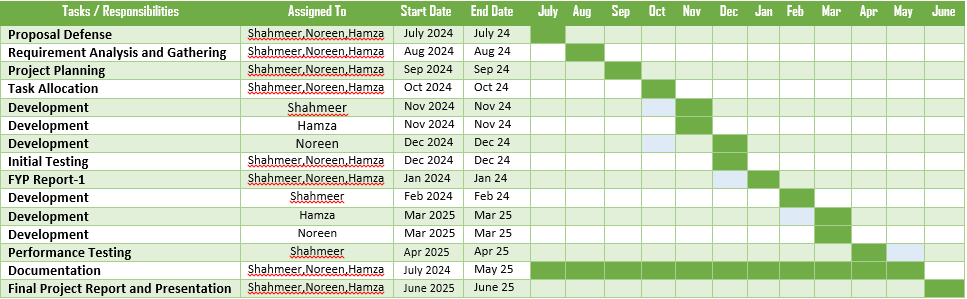 Tasks / Responsibilities Assigned To Start Date End Date July Aug Sep Oct Nov Dec Jan Feb Mar Apr May June
Proposal Defense Shahmeer,Noreen,Hamza July 2024 July 24
Requirement Analysis and Gathering Shahmeer,Noreen,Hamza Aug 2024 Aug 24
Project Planning Shahmeer,Noreen,Hamza Sep 2024 Sep 24
Task Allocation Shahmeer,Noreen,Hamza Oct 2024 Oct 24
Development Shahmeer Nov 2024 Nov 24
Development Hamza Nov 2024 Nov 24
Development Noreen Dec 2024 Dec 24
Initial Testing Shahmeer,Noreen,Hamza Dec 2024 Dec 24
FYP Report-1 Shahmeer,Noreen,Hamza Jan 2024 Jan 24
Development Shahmeer Feb 2024 Feb 24
Development Hamza Mar 2025 Mar 25
Development Noreen Mar 2025 Mar 25
Performance Testing Shahmeer Apr 2025 Apr 25
Documentation Shahmeer,Noreen,Hamza July 2024 May 25
Final Project Report and Presentation Shahmeer,Noreen,Hamza June 2025 June 25